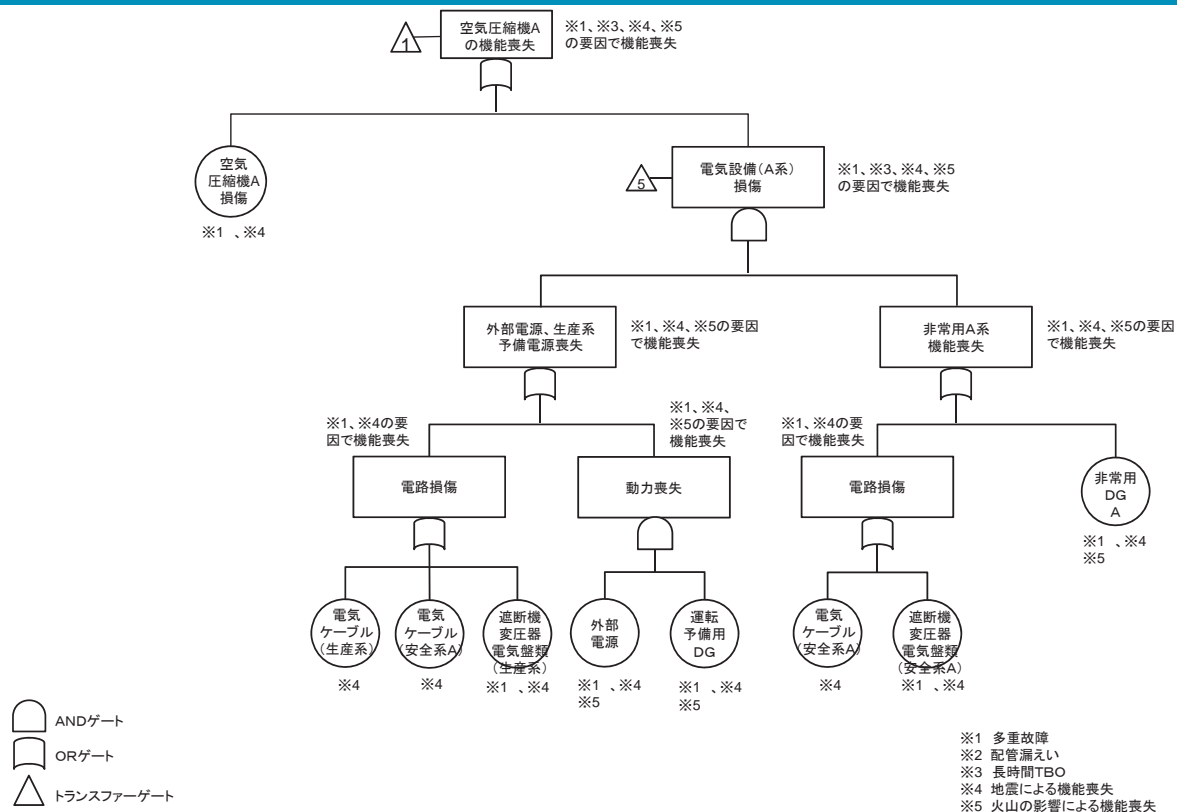 空気圧縮機A
の機能喪失
※1、※3、※4、※5
の要因で機能喪失
1
空気
圧縮機A
損傷
※1 、※4
電気設備(A系)
損傷
※1、※3、※4、※5
の要因で機能喪失
5
外部電源、生産系
予備電源喪失
※1、※4、※5の要因
で機能喪失
非常用A系
機能喪失
※1、※4、※5の要因
で機能喪失
※1、※4の要
因で機能喪失
電路損傷
※1、※4、
※5の要因で
機能喪失
動力喪失
※1、※4の要
因で機能喪失
電路損傷
非常用
DG
A
※1 、※4
※5
電気
ケーブル
(生産系)
※4
電気
ケーブル
(安全系A)
※4
遮断機
変圧器
電気盤類
(生産系)
※1 、※4
外部
電源
※1 、※4
※5
運転
予備用
DG
※1 、※4
※5
電気
ケーブル
(安全系A)
※4
遮断機
変圧器
電気盤類
(安全系A)
※1 、※4
ANDゲート
ORゲート
トランスファーゲート
※1 多重故障
※2 配管漏えい
※3 長時間TBO
※4 地震による機能喪失
※5 火山の影響による機能喪失